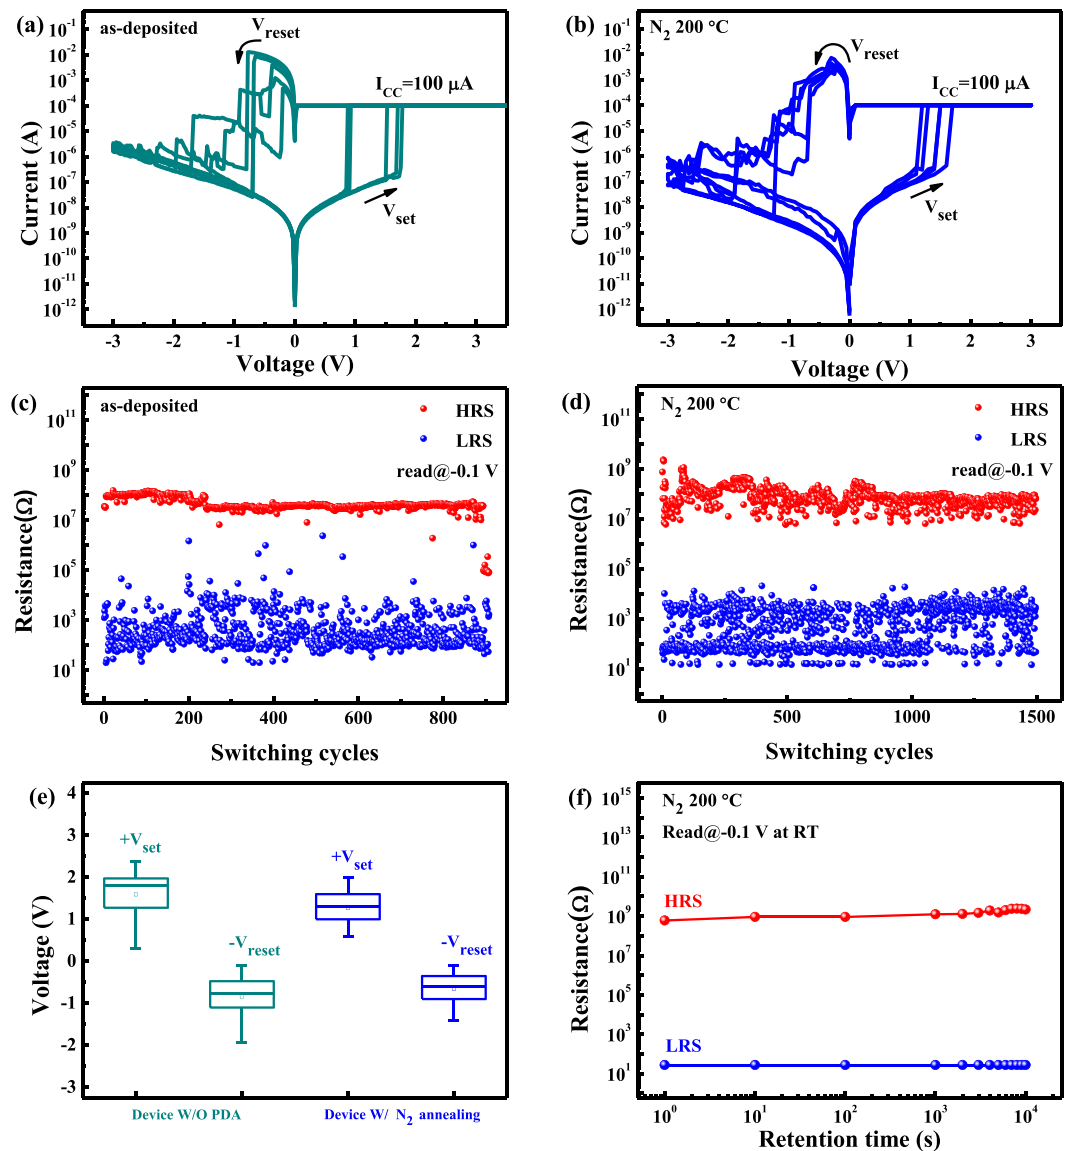 (a)
as-deposited
V_reset
I_CC=100 μA
V_set
Current (A)
10^-1
10^-2
10^-3
10^-4
10^-5
10^-6
10^-7
10^-8
10^-9
10^-10
10^-11
10^-12
-3 -2 -1 0 1 2 3
Voltage (V)
(b)
N_2 200 °C
V_reset
I_CC=100 μA
V_set
Current (A)
10^-1
10^-2
10^-3
10^-4
10^-5
10^-6
10^-7
10^-8
10^-9
10^-10
10^-11
10^-12
-3 -2 -1 0 1 2 3
Voltage (V)
(c)
as-deposited
HRS
LRS
read@-0.1 V
Resistance(Ω)
10^11
10^9
10^7
10^5
10^3
10^1
0 200 400 600 800
Switching cycles
(d)
N_2 200 °C
HRS
LRS
read@-0.1 V
Resistance(Ω)
10^11
10^9
10^7
10^5
10^3
10^1
0 500 1000 1500
Switching cycles
(e)
+V_set
-V_reset
+V_set
-V_reset
Voltage (V)
4
3
2
1
0
-1
-2
-3
Device W/O PDA
Device W/ N_2 annealing
(f)
N_2 200 °C
Read@-0.1 V at RT
HRS
LRS
Resistance(Ω)
10^15
10^13
10^11
10^9
10^7
10^5
10^3
10^1
10^0 10^1 10^2 10^3 10^4
Retention time (s)